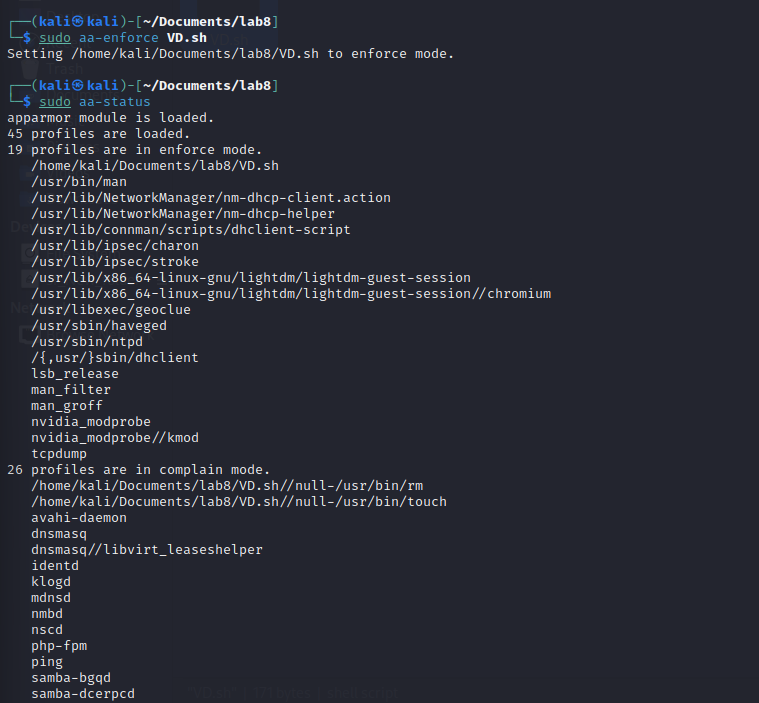 ┌──(kali㉿kali)-[~/Documents/lab8]
└─$ sudo aa-enforce VD.sh
Setting /home/kali/Documents/lab8/VD.sh to enforce mode.
┌──(kali㉿kali)-[~/Documents/lab8]
└─$ sudo aa-status
apparmor module is loaded.
45 profiles are loaded.
19 profiles are in enforce mode.
   /home/kali/Documents/lab8/VD.sh
   /usr/bin/man
   /usr/lib/NetworkManager/nm-dhcp-client.action
   /usr/lib/NetworkManager/nm-dhcp-helper
   /usr/lib/connman/scripts/dhclient-script
   /usr/lib/ipsec/charon
   /usr/lib/ipsec/stroke
   /usr/lib/x86_64-linux-gnu/lightdm/lightdm-guest-session
   /usr/lib/x86_64-linux-gnu/lightdm/lightdm-guest-session//chromium
   /usr/libexec/geoclue
   /usr/sbin/haveged
   /usr/sbin/ntpd
   /{,usr/}sbin/dhclient
   lsb_release
   man_filter
   man_groff
   nvidia_modprobe
   nvidia_modprobe//kmod
   tcpdump
26 profiles are in complain mode.
   /home/kali/Documents/lab8/VD.sh//null-/usr/bin/rm
   /home/kali/Documents/lab8/VD.sh//null-/usr/bin/touch
   avahi-daemon
   dnsmasq
   dnsmasq//libvirt_leaseshelper
   identd
   klogd
   mdnsd
   nmbd
   nscd
   php-fpm
   ping
   samba-bgqd
   samba-dcerpcd